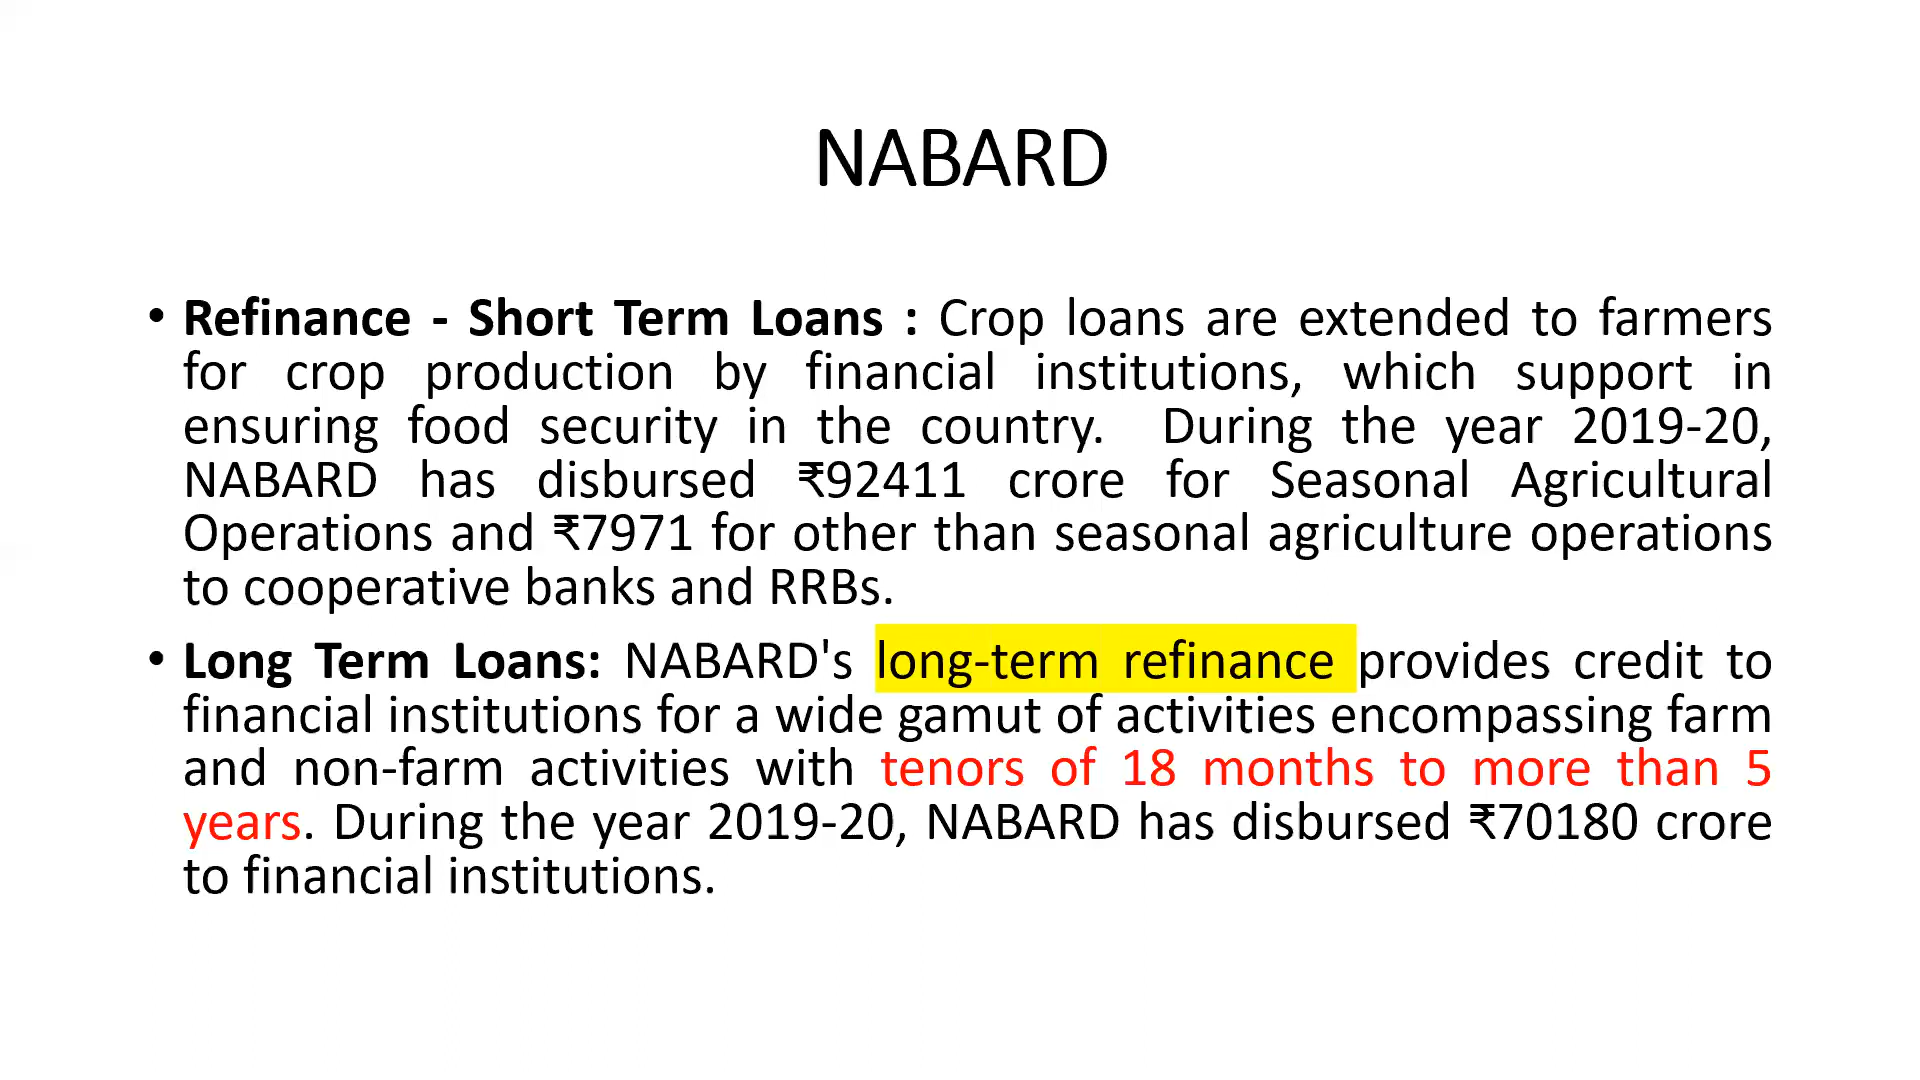 NABARD
• Refinance - Short Term Loans : Crop loans are extended to farmers
for crop production by financial institutions, which support in
ensuring food security in the country.  During the year 2019-20,
NABARD has disbursed ₹92411 crore for Seasonal Agricultural
Operations and ₹7971 for other than seasonal agriculture operations
to cooperative banks and RRBs.
• Long Term Loans: NABARD's long-term refinance provides credit to
financial institutions for a wide gamut of activities encompassing farm
and non-farm activities with tenors of 18 months to more than 5
years. During the year 2019-20, NABARD has disbursed ₹70180 crore
to financial institutions.